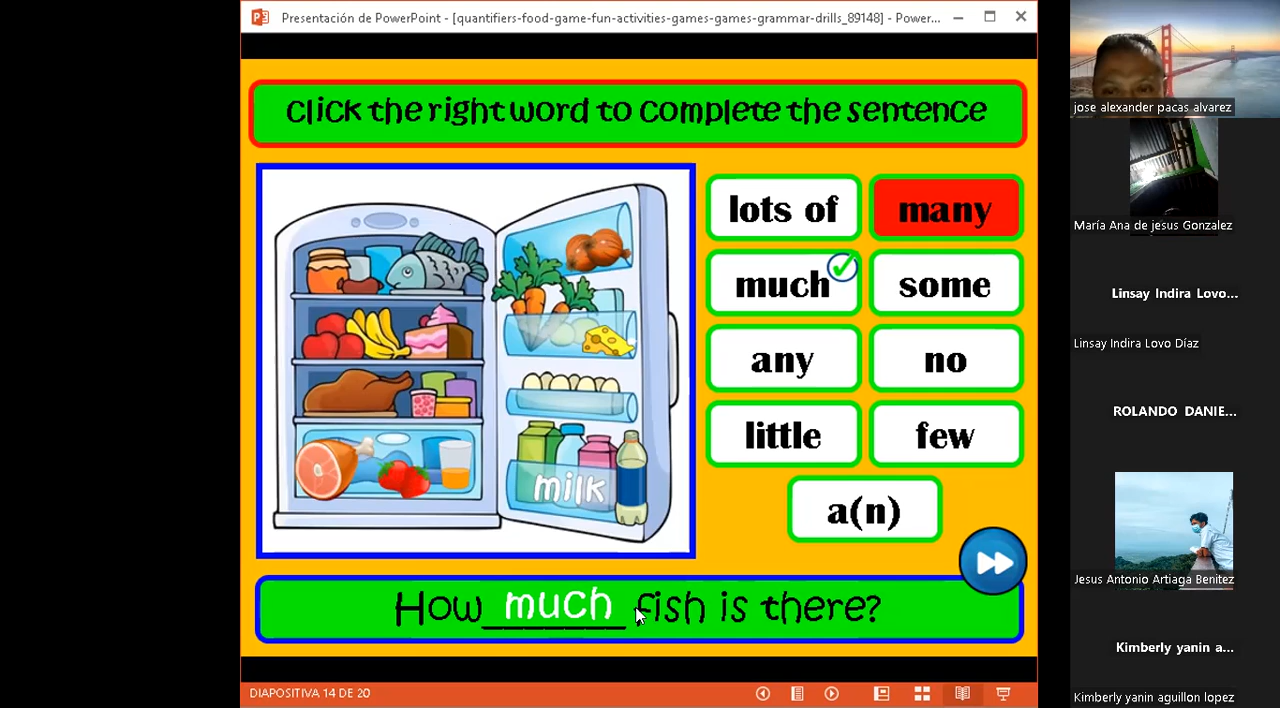 Presentación de PowerPoint - [quantifiers-food-game-fun-activities-games-games-grammar-drills_89148] - Power...
Click the right word to complete the sentence
lots of
many
much
some
any
no
little
few
a(n)
milk
How much fish is there?
DIAPOSITIVA 14 DE 20
jose alexander pacas alvarez
María Ana de jesus Gonzalez
Linsay Indira Lovo...
Linsay Indira Lovo Díaz
ROLANDO DANIE...
Jesus Antonio Artiaga Benitez
Kimberly yanin a...
Kimberly yanin aguillon lopez